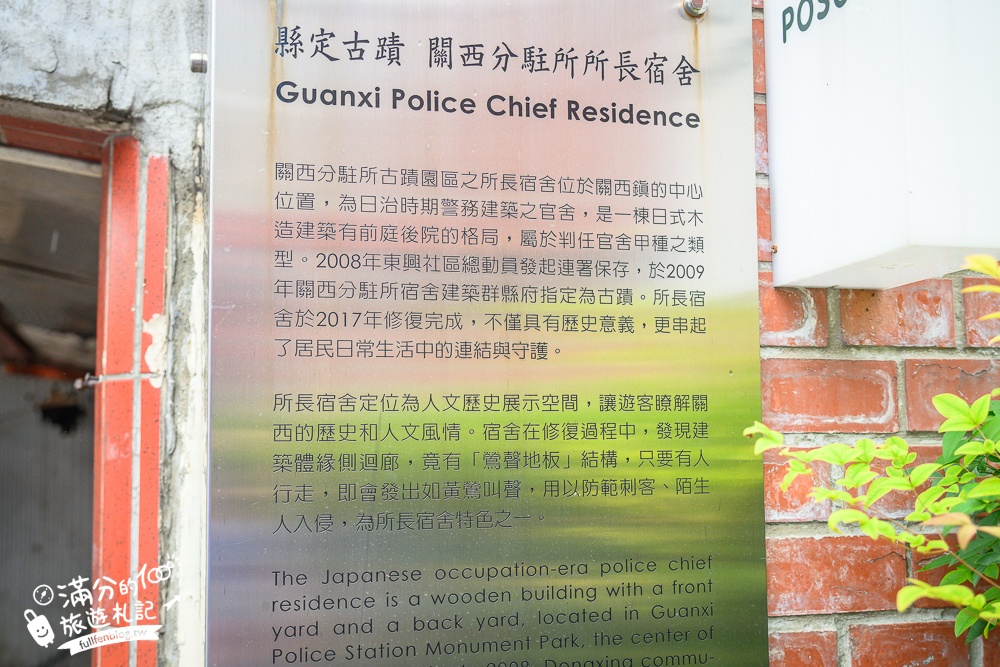 縣定古蹟 關西分駐所所長宿舍
Guanxi Police Chief Residence
關西分駐所古蹟園區之所長宿舍位於關西鎮的中心
位置，為日治時期警務建築之官舍，是一棟日式木
造建築有前庭後院的格局，屬於判任官舍甲種之類
型。2008年東興社區總動員發起連署保存，於2009
年關西分駐所宿舍建築群縣府指定為古蹟。所長宿
舍於2017年修復完成，不僅具有歷史意義，更串起
了居民日常生活中的連結與守護。
所長宿舍定位為人文歷史展示空間，讓遊客瞭解關
西的歷史和人文風情。宿舍在修復過程中，發現建
築體緣側迴廊，竟有「鶯聲地板」結構，只要有人
行走，即會發出如黃鶯叫聲，用以防範刺客、陌生
人入侵，為所長宿舍特色之一。
The Japanese occupation-era police chief
residence is a wooden building with a front
yard and a back yard, located in Guanxi
Police Station Monument Park, the center of
2008, Dongxing commu-
滿分的100
旅遊札記
fullfenblog.tw